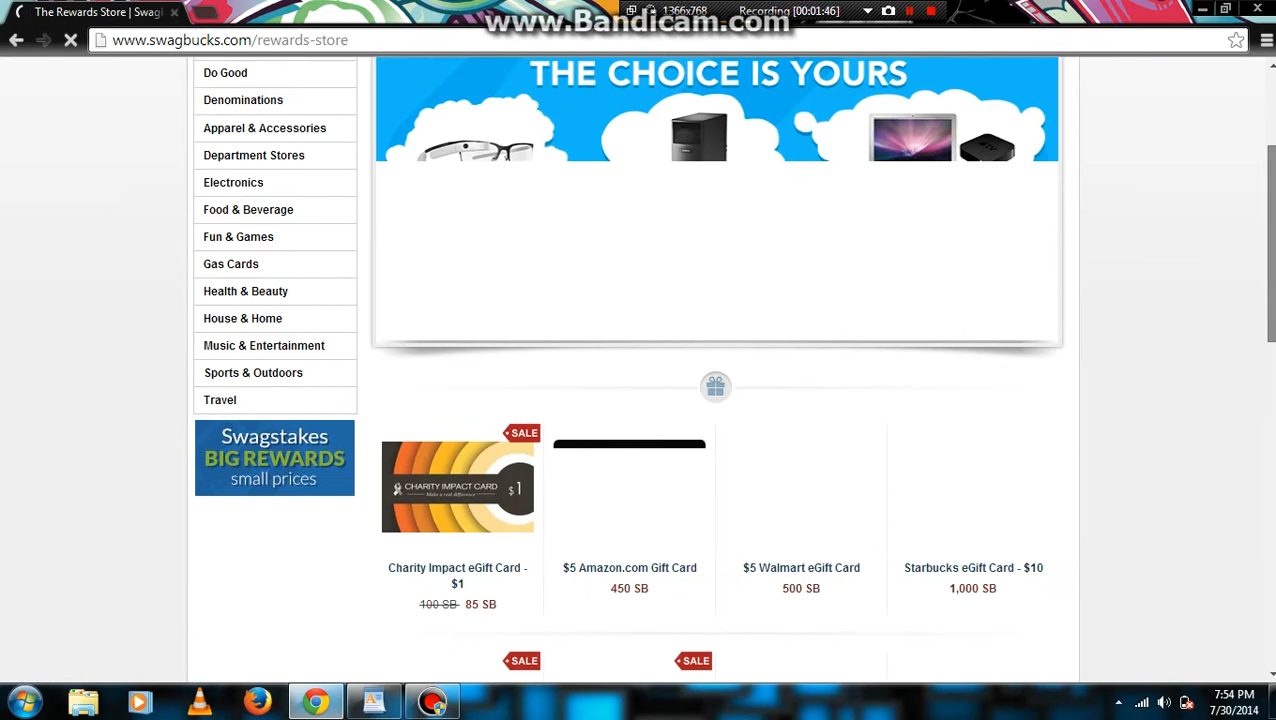 The Rewards Store | Swagl
www.Bandicam.com
1366x768
Recording [00:01:46]
www.swagbucks.com/rewards-store
THE CHOICE IS YOURS
Do Good
Denominations
Apparel & Accessories
Department Stores
Electronics
Food & Beverage
Fun & Games
Gas Cards
Health & Beauty
House & Home
Music & Entertainment
Sports & Outdoors
Travel
Swagstakes
BIG REWARDS
small prices
SALE
CHARITY IMPACT CARD
Make a real difference
$1
Charity Impact eGift Card -
$1
100 SB 85 SB
$5 Amazon.com Gift Card
450 SB
$5 Walmart eGift Card
500 SB
Starbucks eGift Card - $10
1,000 SB
SALE
SALE
7:54 PM
7/30/2014